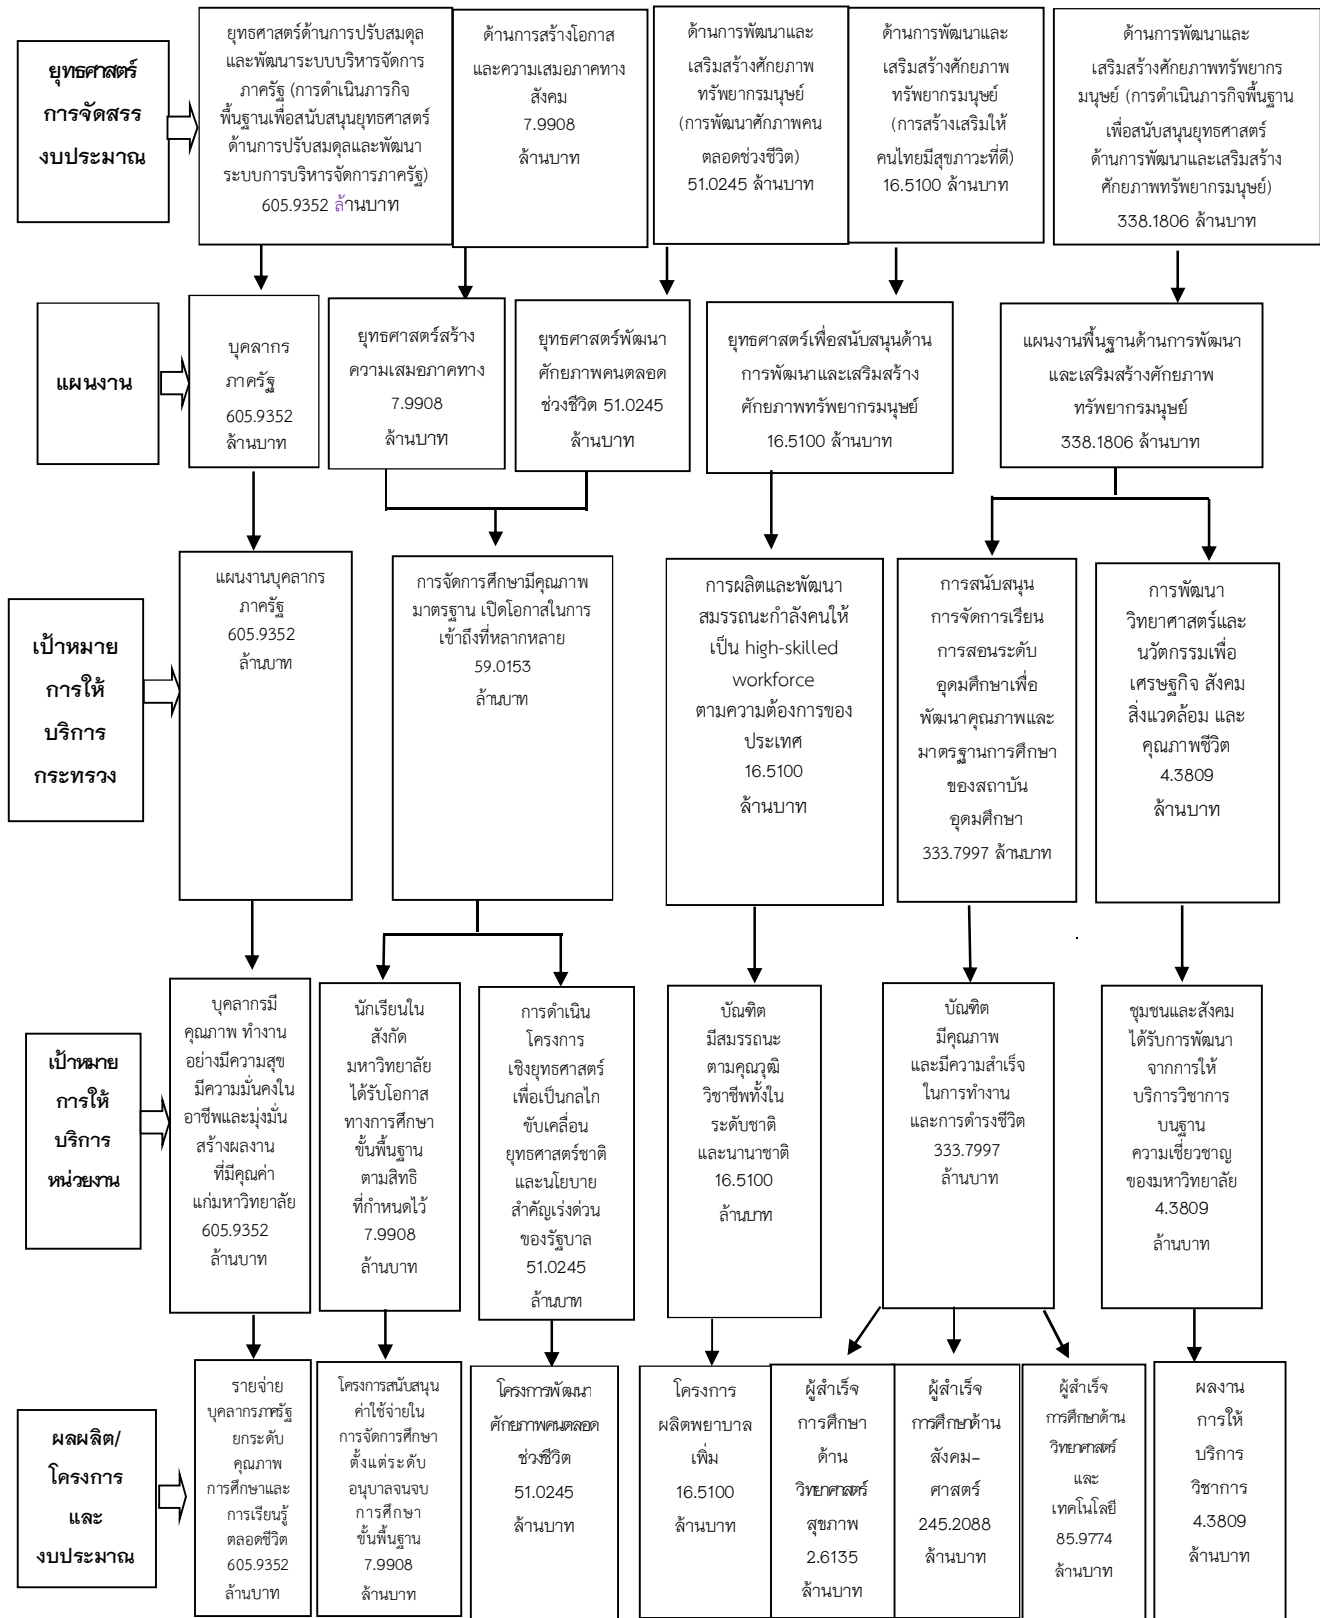 ยุทธศาสตร์
การจัดสรร
งบประมาณ
ยุทธศาสตร์ด้านการปรับสมดุล
และพัฒนาระบบบริหารจัดการ
ภาครัฐ (การดำเนินภารกิจ
พื้นฐานเพื่อสนับสนุนยุทธศาสตร์
ด้านการปรับสมดุลและพัฒนา
ระบบการบริหารจัดการภาครัฐ)
605.9352 ล้านบาท
ด้านการสร้างโอกาส
และความเสมอภาคทาง
สังคม
7.9908
ล้านบาท
ด้านการพัฒนาและ
เสริมสร้างศักยภาพ
ทรัพยากรมนุษย์
(การพัฒนาศักภาพคน
ตลอดช่วงชีวิต)
51.0245 ล้านบาท
ด้านการพัฒนาและ
เสริมสร้างศักยภาพ
ทรัพยากรมนุษย์
(การสร้างเสริมให้
คนไทยมีสุขภาวะที่ดี)
16.5100 ล้านบาท
ด้านการพัฒนาและ
เสริมสร้างศักยภาพทรัพยากร
มนุษย์ (การดำเนินภารกิจพื้นฐาน
เพื่อสนับสนุนยุทธศาสตร์
ด้านการพัฒนาและเสริมสร้าง
ศักยภาพทรัพยากรมนุษย์)
338.1806 ล้านบาท
แผนงาน
บุคลากร
ภาครัฐ
605.9352
ล้านบาท
ยุทธศาสตร์สร้าง
ความเสมอภาคทาง
7.9908
ล้านบาท
ยุทธศาสตร์พัฒนา
ศักยภาพคนตลอด
ช่วงชีวิต 51.0245
ล้านบาท
ยุทธศาสตร์เพื่อสนับสนุนด้าน
การพัฒนาและเสริมสร้าง
ศักยภาพทรัพยากรมนุษย์
16.5100 ล้านบาท
แผนงานพื้นฐานด้านการพัฒนา
และเสริมสร้างศักยภาพ
ทรัพยากรมนุษย์
338.1806 ล้านบาท
เป้าหมาย
การให้
บริการ
กระทรวง
แผนงานบุคลากร
ภาครัฐ
605.9352
ล้านบาท
การจัดการศึกษามีคุณภาพ
มาตรฐาน เปิดโอกาสในการ
เข้าถึงที่หลากหลาย
59.0153
ล้านบาท
การผลิตและพัฒนา
สมรรถนะกำลังคนให้
เป็น high-skilled
workforce
ตามความต้องการของ
ประเทศ
16.5100
ล้านบาท
การสนับสนุน
การจัดการเรียน
การสอนระดับ
อุดมศึกษาเพื่อ
พัฒนาคุณภาพและ
มาตรฐานการศึกษา
ของสถาบัน
อุดมศึกษา
333.7997 ล้านบาท
การพัฒนา
วิทยาศาสตร์และ
นวัตกรรมเพื่อ
เศรษฐกิจ สังคม
สิ่งแวดล้อม และ
คุณภาพชีวิต
4.3809
ล้านบาท
เป้าหมาย
การให้
บริการ
หน่วยงาน
บุคลากรมี
คุณภาพ ทำงาน
อย่างมีความสุข
มีความมั่นคงใน
อาชีพและมุ่งมั่น
สร้างผลงาน
ที่มีคุณค่า
แก่มหาวิทยาลัย
605.9352
ล้านบาท
นักเรียนใน
สังกัด
มหาวิทยาลัย
ได้รับโอกาส
ทางการศึกษา
ขั้นพื้นฐาน
ตามสิทธิ
ที่กำหนดไว้
7.9908
ล้านบาท
การดำเนิน
โครงการ
เชิงยุทธศาสตร์
เพื่อเป็นกลไก
ขับเคลื่อน
ยุทธศาสตร์ชาติ
และนโยบาย
สำคัญเร่งด่วน
ของรัฐบาล
51.0245
ล้านบาท
บัณฑิต
มีสมรรถนะ
ตามคุณวุฒิ
วิชาชีพทั้งใน
ระดับชาติ
และนานาชาติ
16.5100
ล้านบาท
บัณฑิต
มีคุณภาพ
และมีความสำเร็จ
ในการทำงาน
และการดำรงชีวิต
333.7997
ล้านบาท
ชุมชนและสังคม
ได้รับการพัฒนา
จากการให้
บริการวิชาการ
บนฐาน
ความเชี่ยวชาญ
ของมหาวิทยาลัย
4.3809
ล้านบาท
ผลผลิต/
โครงการ
และ
งบประมาณ
รายจ่าย
บุคลากรภาครัฐ
ยกระดับ
คุณภาพ
การศึกษาและ
การเรียนรู้
ตลอดชีวิต
605.9352
ล้านบาท
โครงการสนับสนุน
ค่าใช้จ่ายใน
การจัดการศึกษา
ตั้งแต่ระดับ
อนุบาลจนจบ
การศึกษา
ขั้นพื้นฐาน
7.9908
ล้านบาท
โครงการพัฒนา
ศักยภาพคนตลอด
ช่วงชีวิต
51.0245
ล้านบาท
โครงการ
ผลิตพยาบาล
เพิ่ม
16.5100
ล้านบาท
ผู้สำเร็จ
การศึกษา
ด้าน
วิทยาศาสตร์
สุขภาพ
2.6135
ล้านบาท
ผู้สำเร็จ
การศึกษาด้าน
สังคม–
ศาสตร์
245.2088
ล้านบาท
ผู้สำเร็จ
การศึกษาด้าน
วิทยาศาสตร์
และ
เทคโนโลยี
85.9774
ล้านบาท
ผลงาน
การให้
บริการ
วิชาการ
4.3809
ล้านบาท